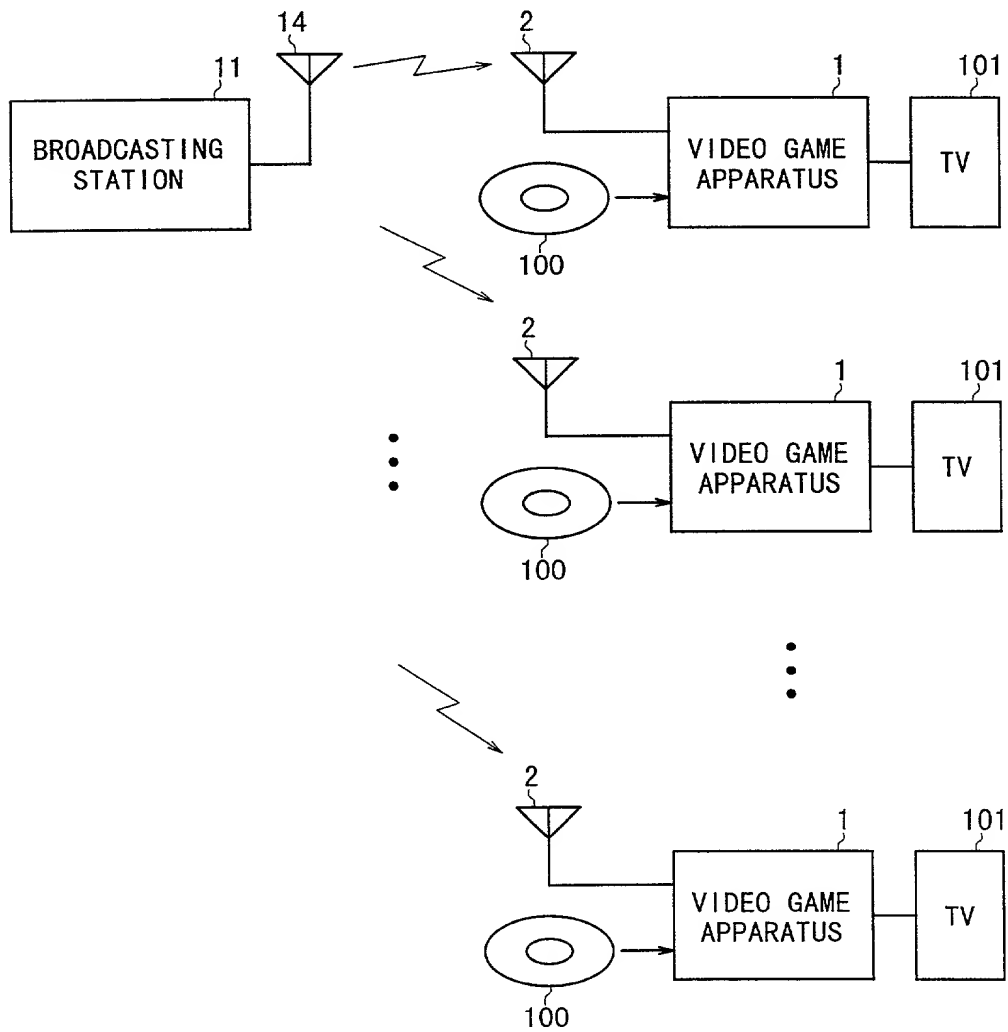 14
2
11
1
101
BROADCASTING
STATION
VIDEO GAME
APPARATUS
TV
100
2
1
101
VIDEO GAME
APPARATUS
TV
100
2
1
101
VIDEO GAME
APPARATUS
TV
100